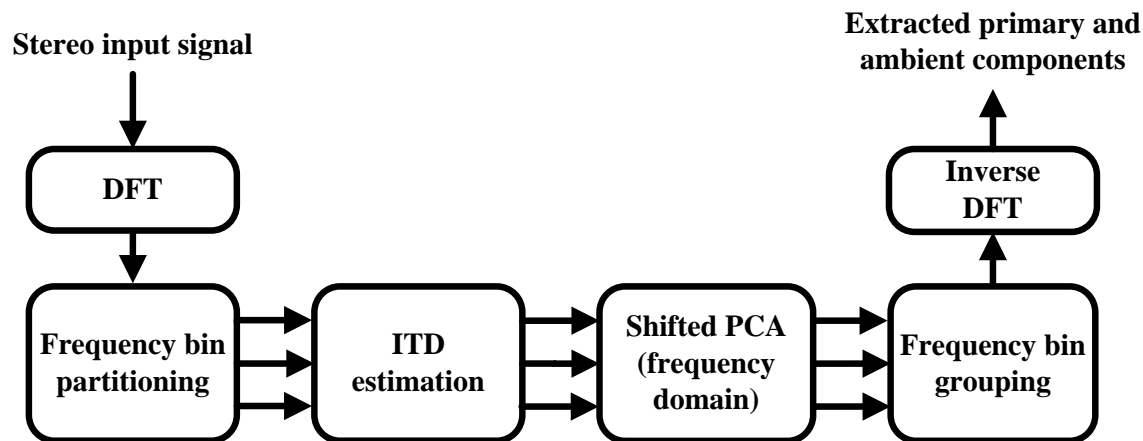 Stereo input signal
DFT
Frequency bin
partitioning
ITD
estimation
Shifted PCA
(frequency
domain)
Frequency bin
grouping
Inverse
DFT
Extracted primary and
ambient components